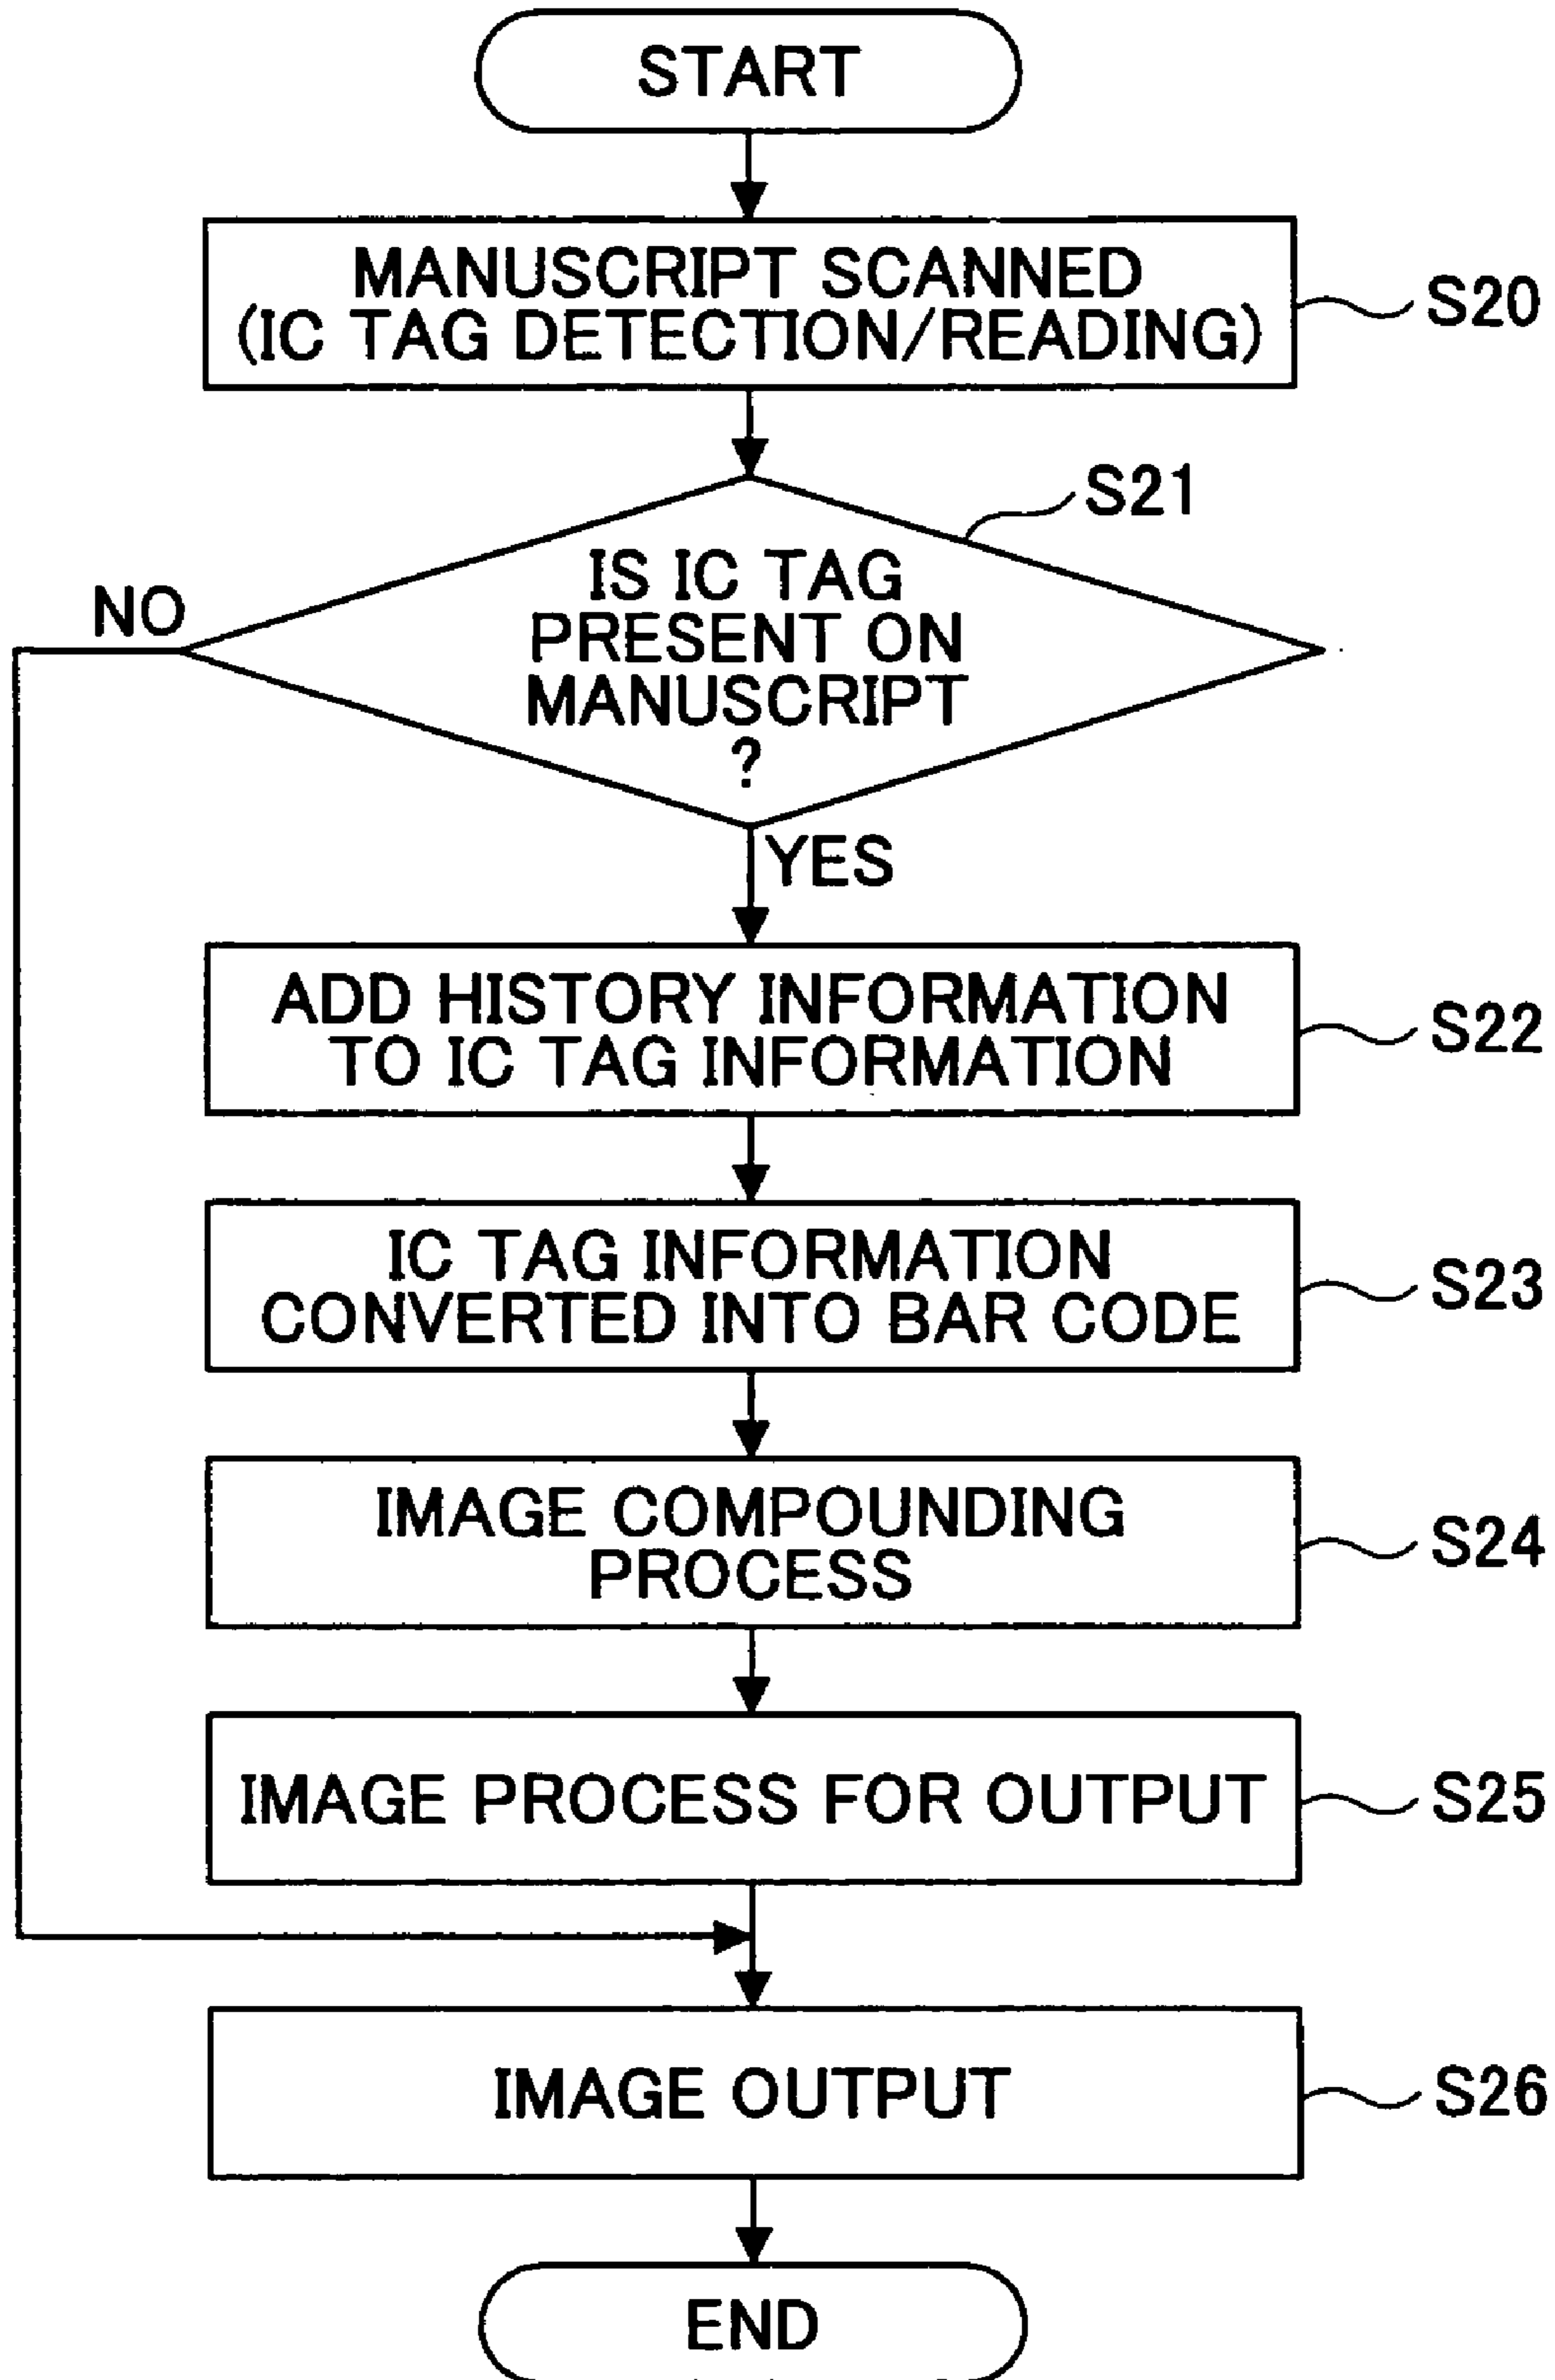 START
MANUSCRIPT SCANNED
(IC TAG DETECTION/READING)
S20
S21
IS IC TAG
PRESENT ON
MANUSCRIPT
?
NO
YES
ADD HISTORY INFORMATION
TO IC TAG INFORMATION
S22
IC TAG INFORMATION
CONVERTED INTO BAR CODE
S23
IMAGE COMPOUNDING
PROCESS
S24
IMAGE PROCESS FOR OUTPUT
S25
IMAGE OUTPUT
S26
END